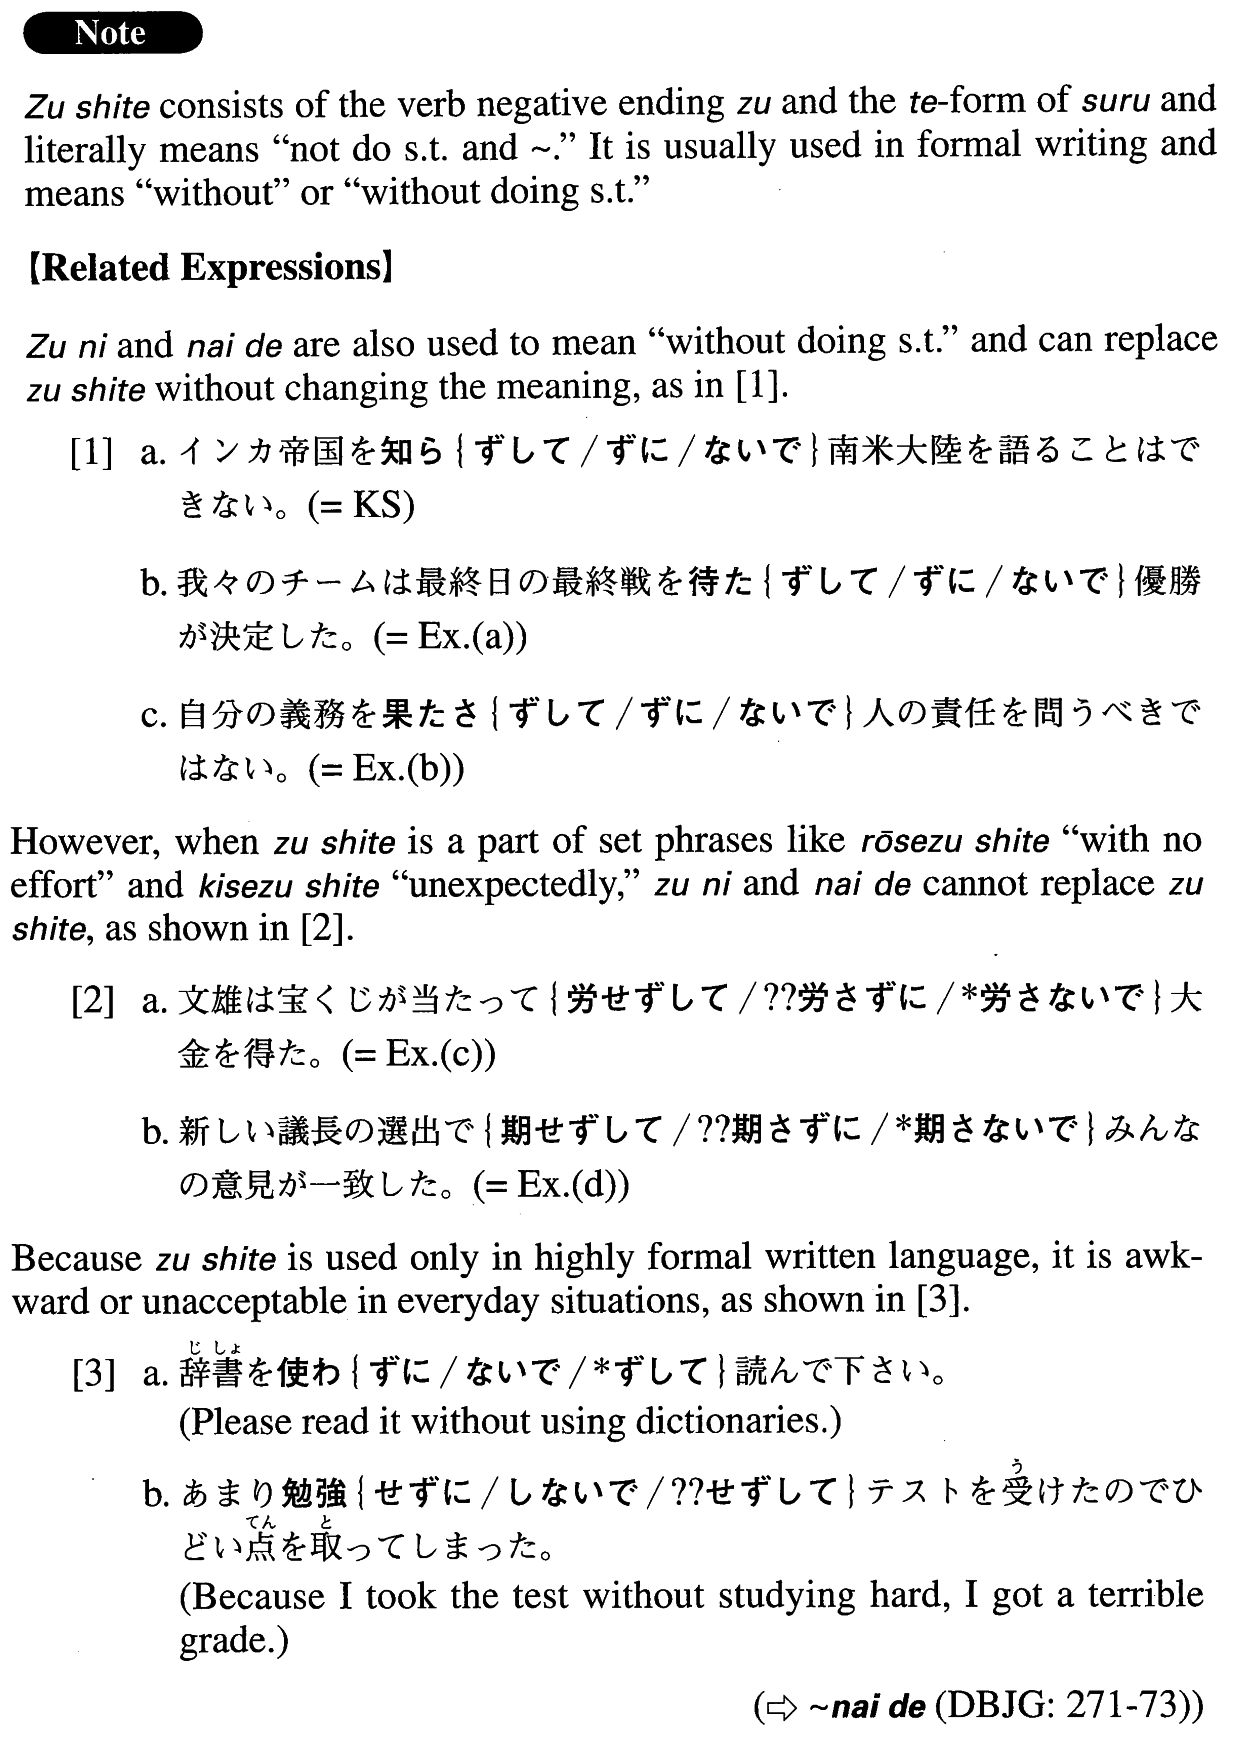 Note
Zu shite consists of the verb negative ending zu and the te-form of suru and
literally means “not do s.t. and ~.” It is usually used in formal writing and
means “without” or “without doing s.t.”
【Related Expressions】
Zu ni and nai de are also used to mean “without doing s.t.” and can replace
zu shite without changing the meaning, as in [1].
[1] a. インカ帝国を知ら{ずして/ずに/ないで}南米大陸を語ることはで
きない。(= KS)
b. 我々のチームは最終日の最終戦を待た{ずして/ずに/ないで}優勝
が決定した。(= Ex.(a))
c. 自分の義務を果たさ{ずして/ずに/ないで}人の責任を問うべきで
はない。(= Ex.(b))
However, when zu shite is a part of set phrases like rōsezu shite “with no
effort” and kisezu shite “unexpectedly,” zu ni and nai de cannot replace zu
shite, as shown in [2].
[2] a. 文雄は宝くじが当たって{労せずして/??労さずに/*労さないで}大
金を得た。(= Ex.(c))
b. 新しい議長の選出で{期せずして/??期さずに/*期さないで}みんな
の意見が一致した。(= Ex.(d))
Because zu shite is used only in highly formal written language, it is awk-
ward or unacceptable in everyday situations, as shown in [3].
じ しょ
[3] a. 辞書を使わ{ずに/ないで/*ずして}読んで下さい。
(Please read it without using dictionaries.)
う
b. あまり勉強{せずに/しないで/??せずして}テストを受けたのでひ
てん と
どい点を取ってしまった。
(Because I took the test without studying hard, I got a terrible
grade.)
(⇨ ~nai de (DBJG: 271-73))